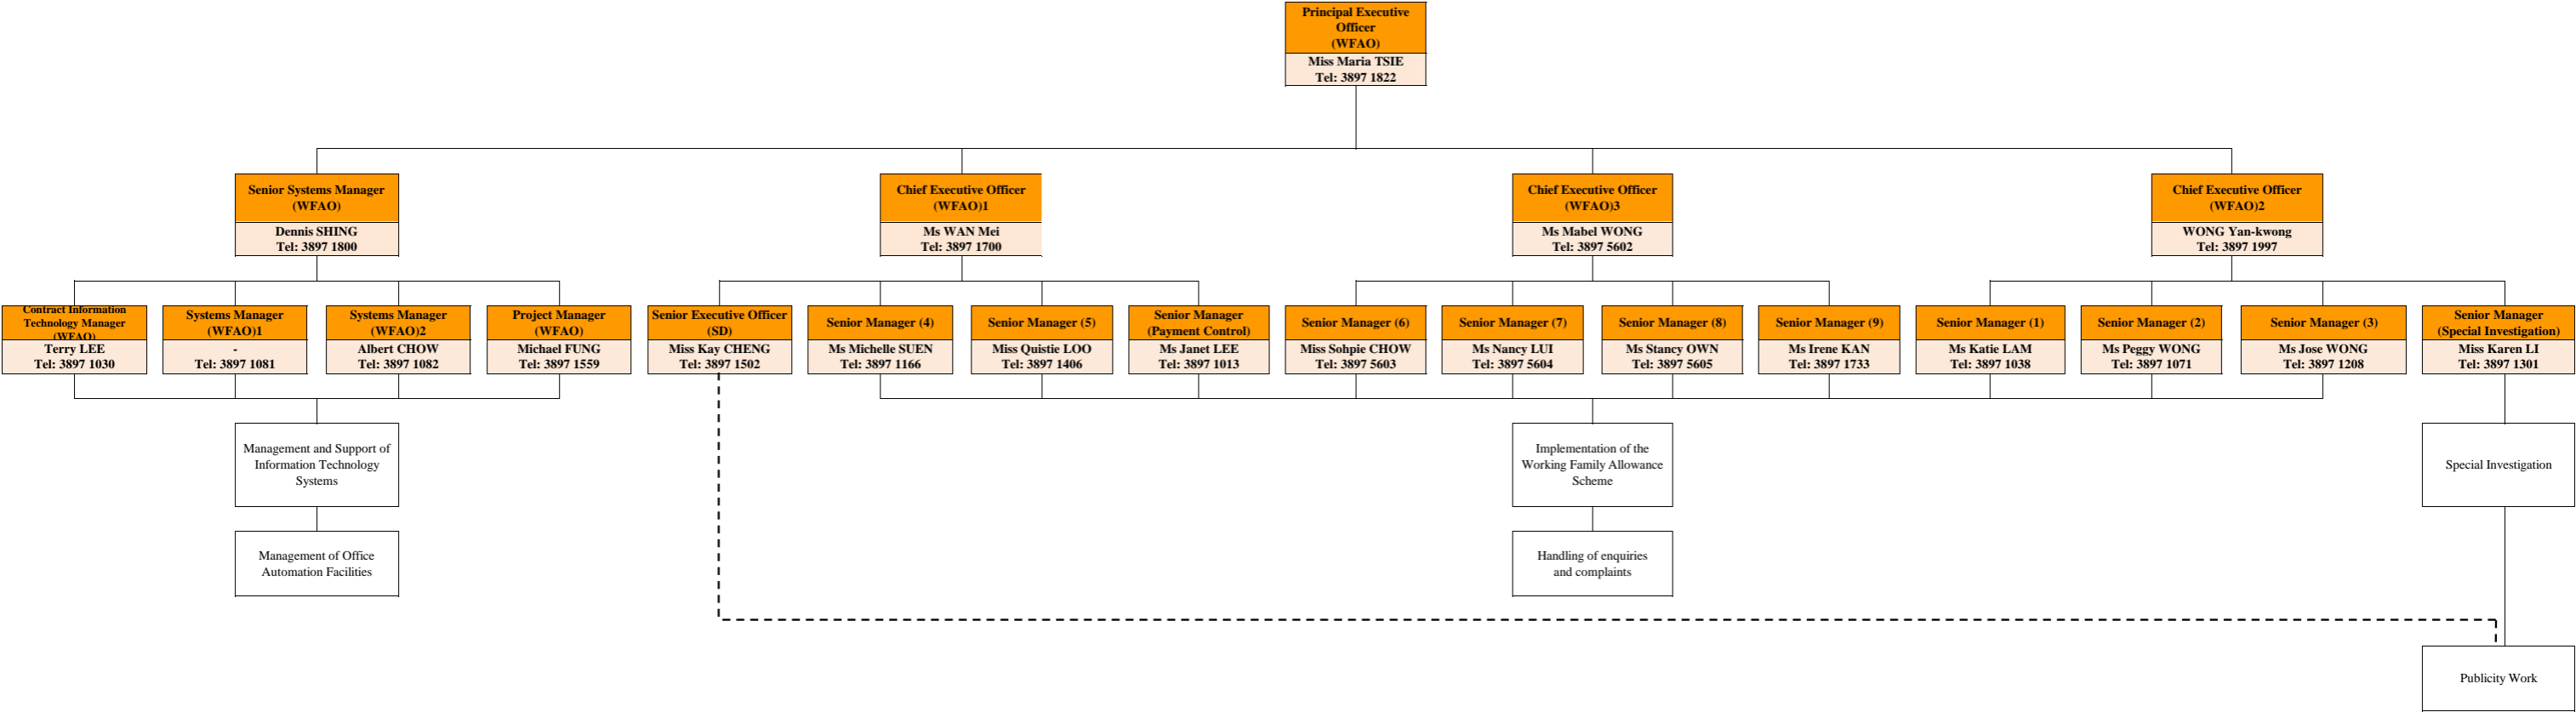 Principal Executive
Officer
(WFAO)
Miss Maria TSIE
Tel: 3897 1822
Senior Systems Manager
(WFAO)
Dennis SHING
Tel: 3897 1800
Chief Executive Officer
(WFAO)1
Ms WAN Mei
Tel: 3897 1700
Chief Executive Officer
(WFAO)3
Ms Mabel WONG
Tel: 3897 5602
Chief Executive Officer
(WFAO)2
WONG Yan-kwong
Tel: 3897 1997
Contract Information
Technology Manager
(WFAO)
Terry LEE
Tel: 3897 1030
Systems Manager
(WFAO)1
-
Tel: 3897 1081
Systems Manager
(WFAO)2
Albert CHOW
Tel: 3897 1082
Project Manager
(WFAO)
Michael FUNG
Tel: 3897 1559
Senior Executive Officer
(SD)
Miss Kay CHENG
Tel: 3897 1502
Senior Manager (4)
Ms Michelle SUEN
Tel: 3897 1166
Senior Manager (5)
Miss Quistie LOO
Tel: 3897 1406
Senior Manager
(Payment Control)
Ms Janet LEE
Tel: 3897 1013
Senior Manager (6)
Miss Sohpie CHOW
Tel: 3897 5603
Senior Manager (7)
Ms Nancy LUI
Tel: 3897 5604
Senior Manager (8)
Ms Stancy OWN
Tel: 3897 5605
Senior Manager (9)
Ms Irene KAN
Tel: 3897 1733
Senior Manager (1)
Ms Katie LAM
Tel: 3897 1038
Senior Manager (2)
Ms Peggy WONG
Tel: 3897 1071
Senior Manager (3)
Ms Jose WONG
Tel: 3897 1208
Senior Manager
(Special Investigation)
Miss Karen LI
Tel: 3897 1301
Management and Support of
Information Technology
Systems
Implementation of the
Working Family Allowance
Scheme
Special Investigation
Management of Office
Automation Facilities
Handling of enquiries
and complaints
Publicity Work